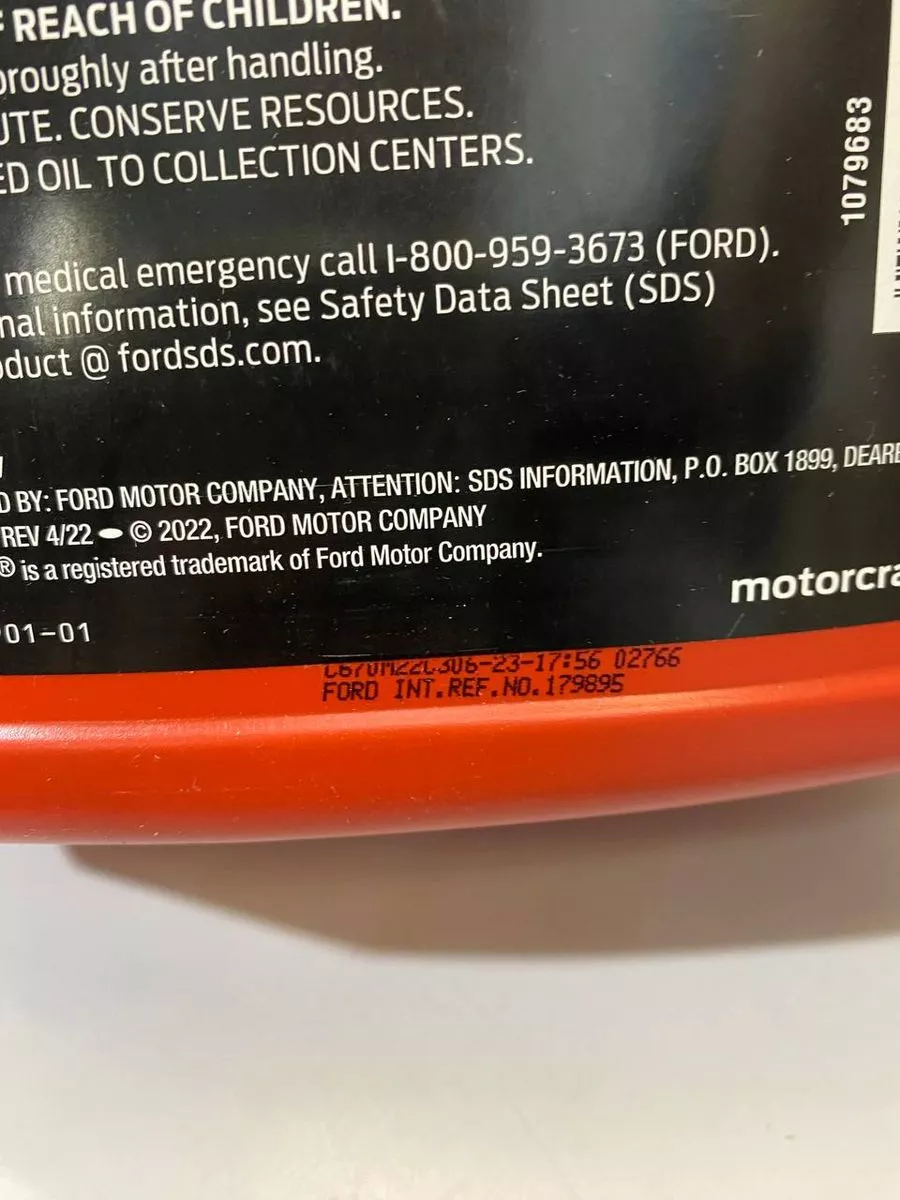 REACH OF CHILDREN.
oroughly after handling.
UTE. CONSERVE RESOURCES.
ED OIL TO COLLECTION CENTERS.
medical emergency call 1-800-959-3673 (FORD).
nal information, see Safety Data Sheet (SDS)
oduct @ fordsds.com.
D BY: FORD MOTOR COMPANY, ATTENTION: SDS INFORMATION, P.O. BOX 1899, DEARB
REV 4/22 © 2022, FORD MOTOR COMPANY
® is a registered trademark of Ford Motor Company.
motorcra
01-01
02766
FORD INT.REF.NO.179895
1079683